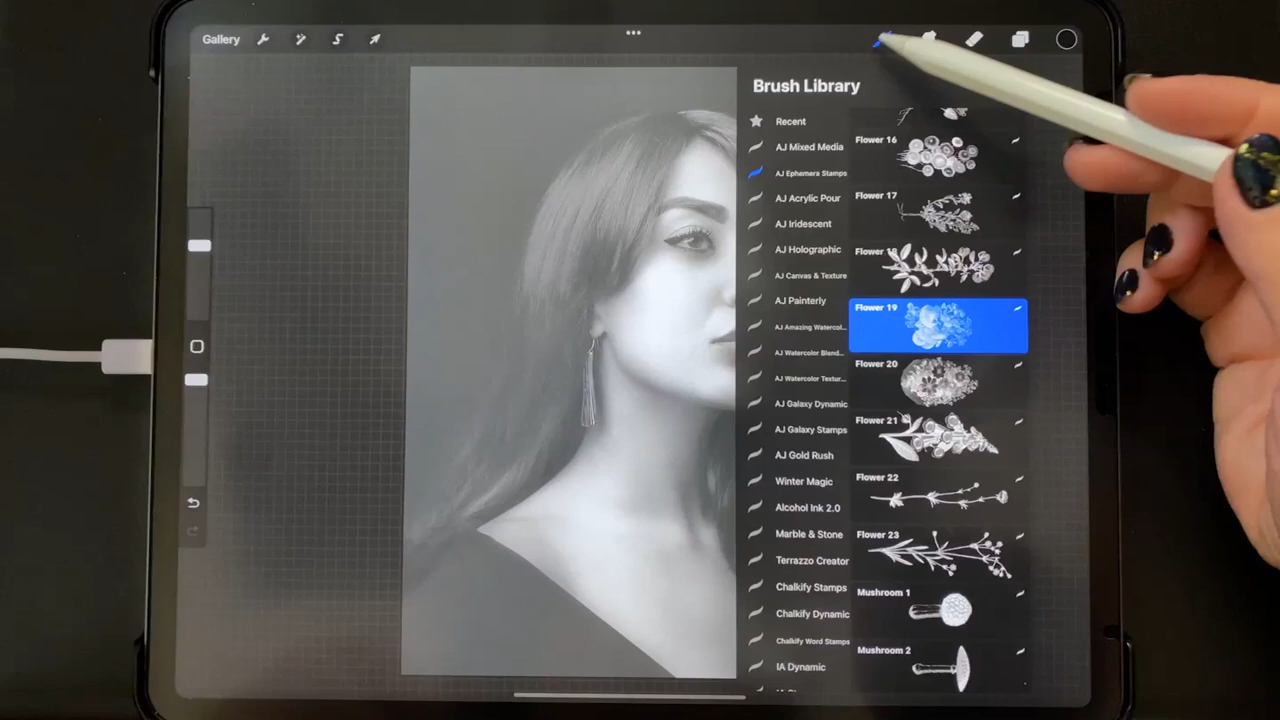 Gallery
Brush Library
Recent
AJ Mixed Media
AJ Ephemera Stamps
AJ Acrylic Pour
AJ Iridescent
AJ Holographic
AJ Canvas & Texture
AJ Painterly
AJ Amazing Watercol...
AJ Watercolor Blend...
AJ Watercolor Textur...
AJ Galaxy Dynamic
AJ Galaxy Stamps
AJ Gold Rush
Winter Magic
Alcohol Ink 2.0
Marble & Stone
Terrazzo Creator
Chalkify Stamps
Chalkify Dynamic
Chalkify Word Stamps
IA Dynamic
Flower 16
Flower 17
Flower 18
Flower 19
Flower 20
Flower 21
Flower 22
Flower 23
Mushroom 1
Mushroom 2